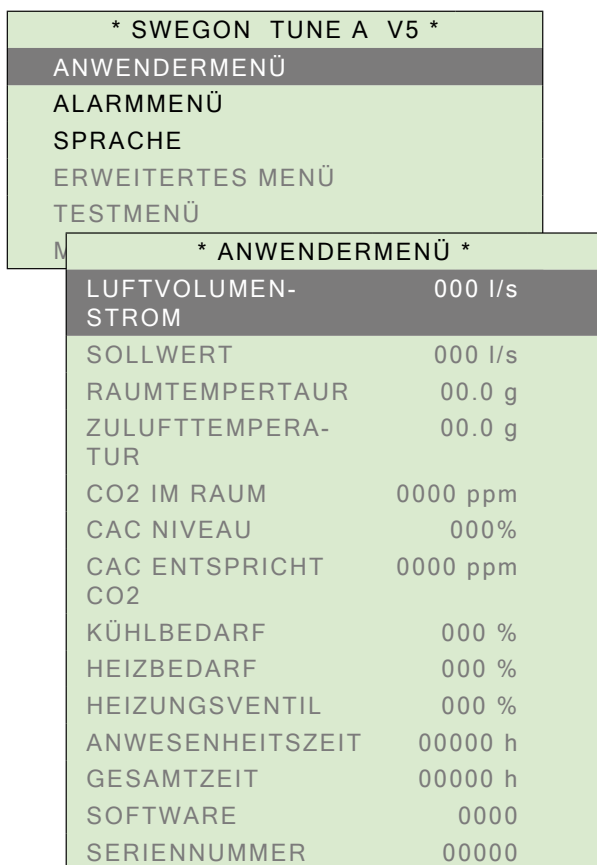 * SWEGON TUNE A V5 *
ANWENDERMENÜ
ALARMMENÜ
SPRACHE
ERWEITERTES MENÜ
TESTMENÜ
* ANWENDERMENÜ *
LUFTVOLUMEN- 000 l/s
STROM
SOLLWERT 000 l/s
RAUMTEMPERTAUR 00.0 g
ZULUFTTEMPERA- 00.0 g
TUR
CO2 IM RAUM 0000 ppm
CAC NIVEAU 000%
CAC ENTSPRICHT 0000 ppm
CO2
KÜHLBEDARF 000 %
HEIZBEDARF 000 %
HEIZUNGSVENTIL 000 %
ANWESENHEITSZEIT 00000 h
GESAMTZEIT 00000 h
SOFTWARE 0000
SERIENNUMMER 00000